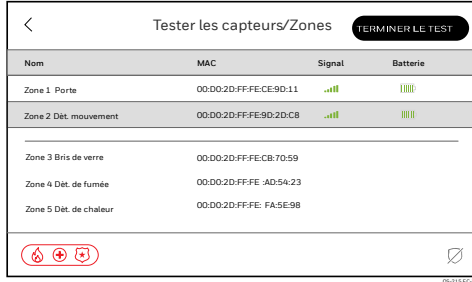 Tester les capteurs/Zones
TERMINER LE TEST
Nom MAC Signal Batterie
Zone 1 Porte 00:D0:2D:FF:FE:CE:9D:11
Zone 2 Dèt. mouvement 00:D0:2D:FF:FE:9D:2D:C8
Zone 3 Bris de verre 00:D0:2D:FF:FE:CB:70:59
Zone 4 Dèt. de fumée 00:D0:2D:FF:FE :AD:54:23
Zone 5 Dèt. de chaleur 00:D0:2D:FF:FE: FA:5E:98